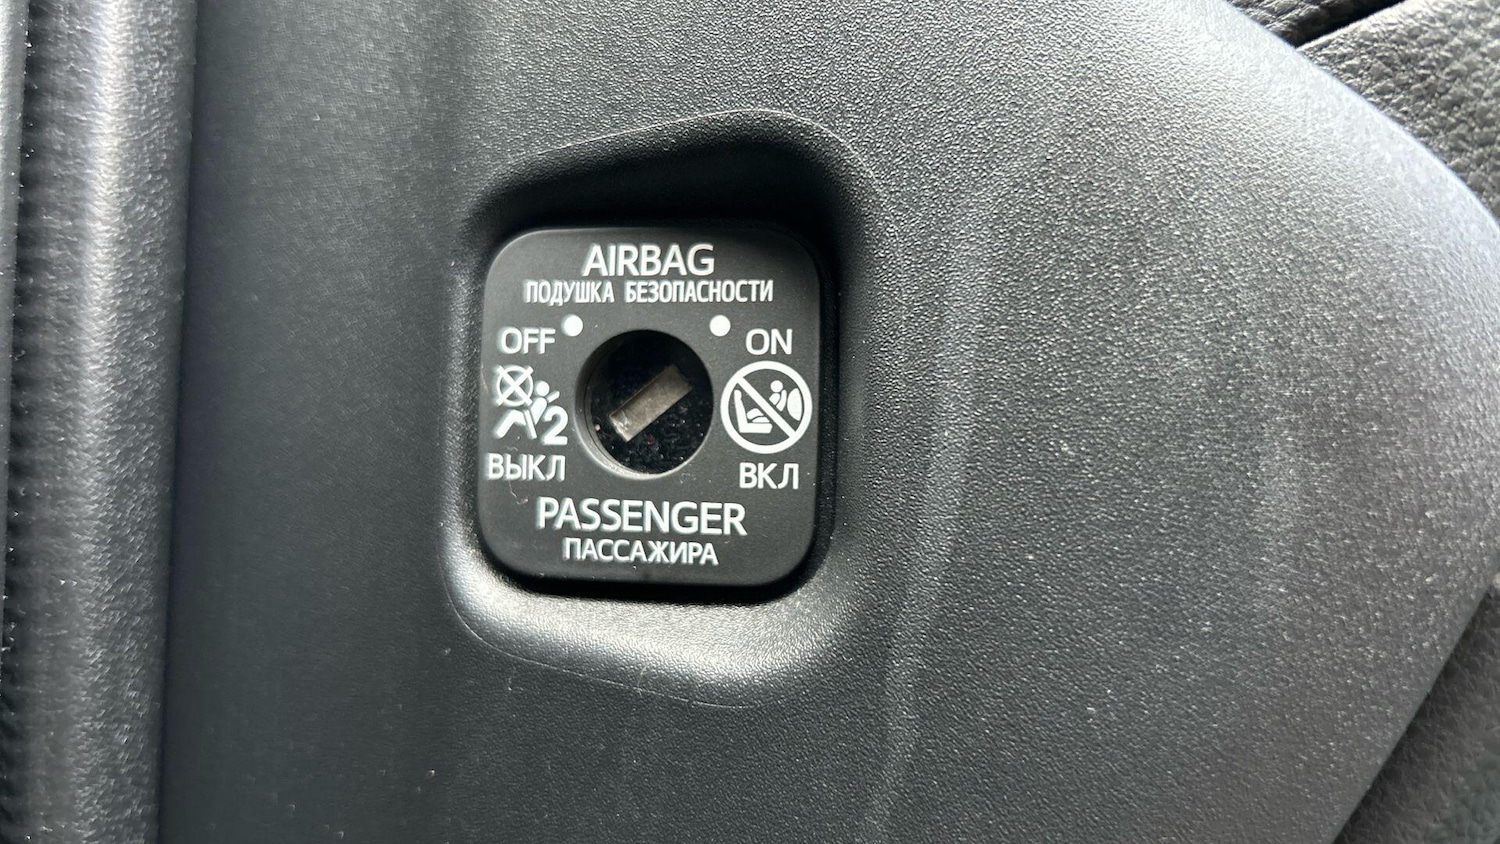 AIRBAG
ПОДУШКА БЕЗОПАСНОСТИ
OFF ON
2
ВЫКЛ ВКЛ
PASSENGER
ПАССАЖИРА